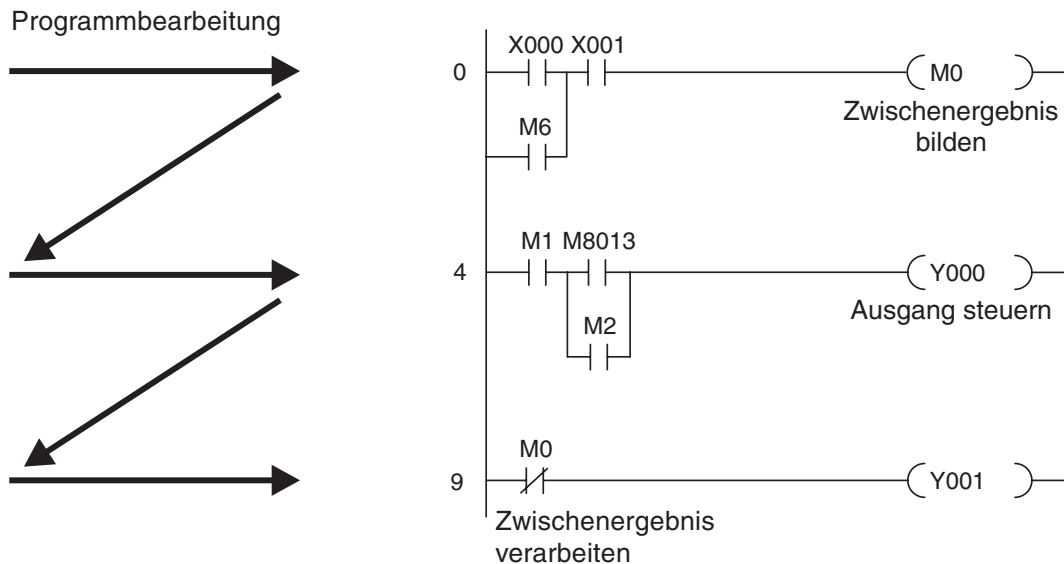 Programmbearbeitung
X000 X001
0
M0
Zwischenergebnis
bilden
M6
M1 M8013
4
Y000
Ausgang steuern
M2
M0
9
Y001
Zwischenergebnis
verarbeiten